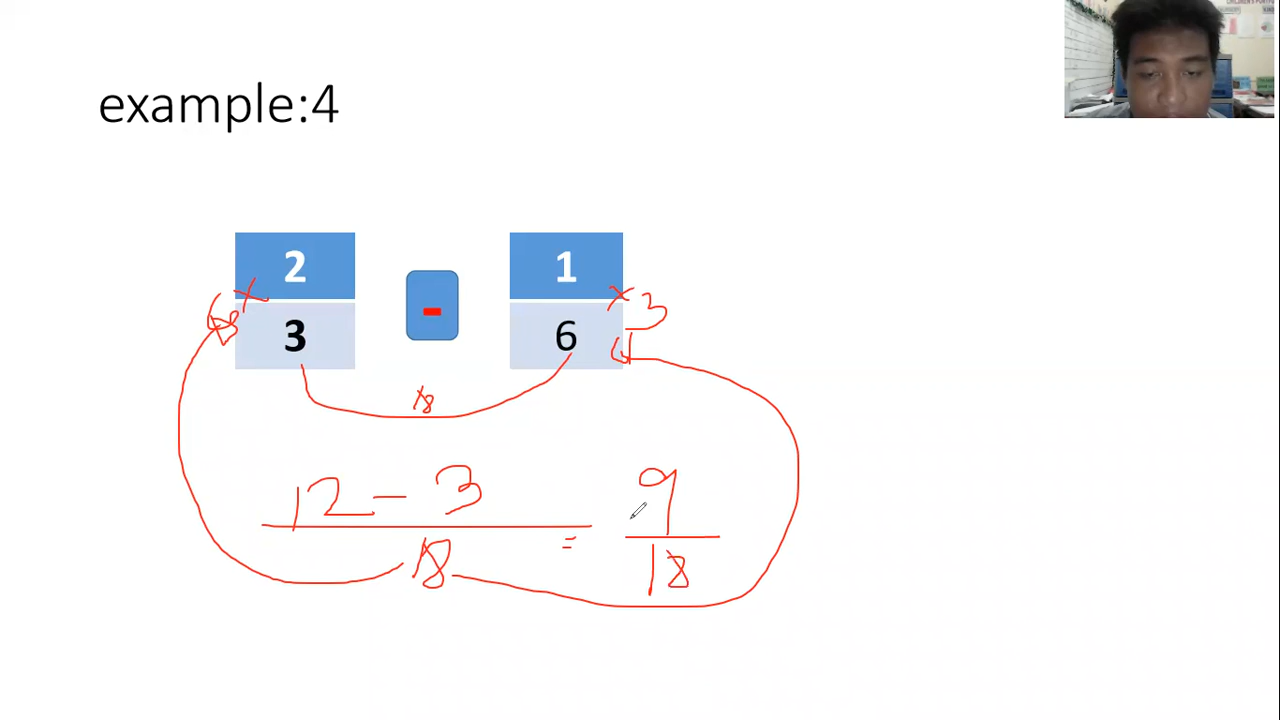 example:4
2 - 1
× × 3
3 6
18
12 - 3 9
= 
18 18